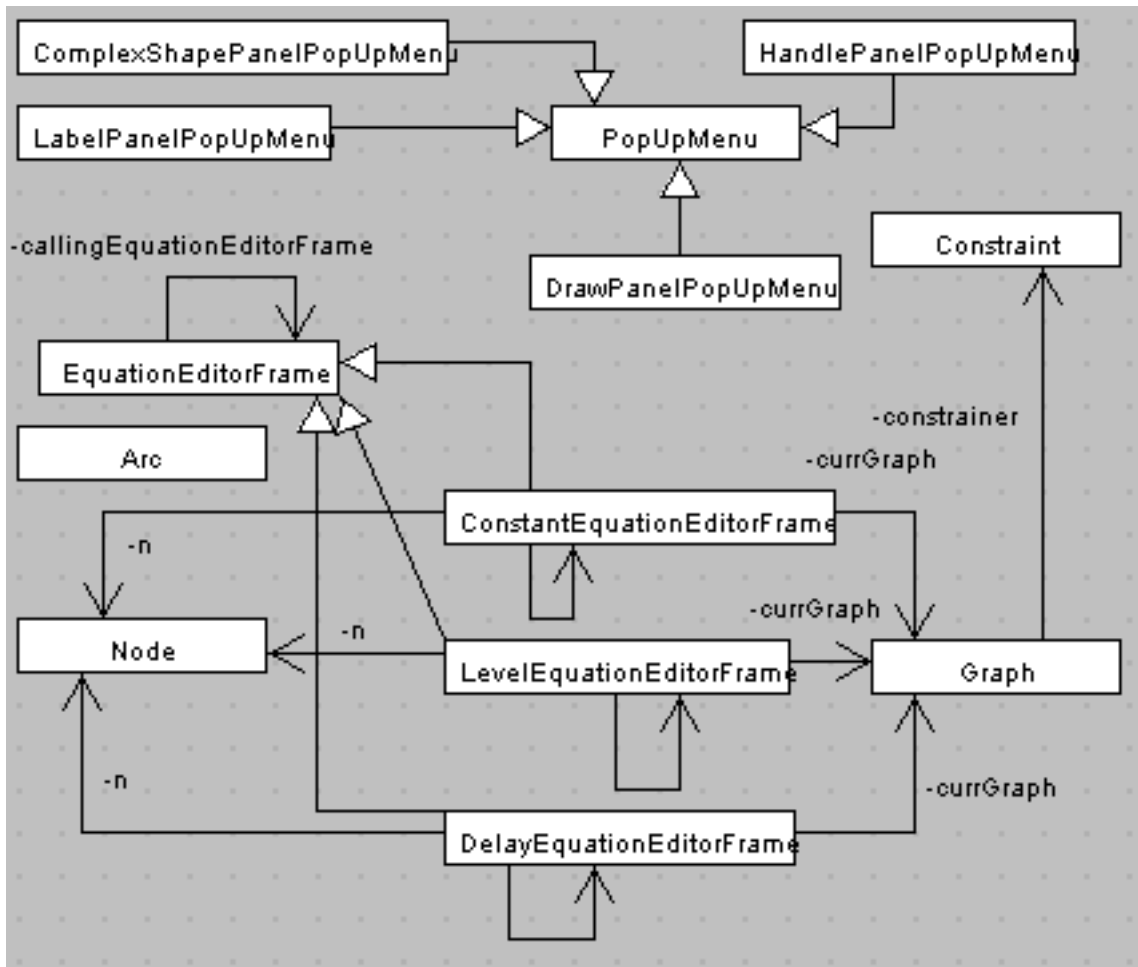 ComplexShapePanelPopUpMenu
HandlePanelPopUpMenu
LabelPanelPopUpMenu
PopUpMenu
-callingEquationEditorFrame
Constraint
DrawPanelPopUpMenu
EquationEditorFrame
-constrainer
Arc
-currGraph
ConstantEquationEditorFrame
-n
-currGraph
-n
Node
LevelEquationEditorFrame
Graph
-n
-currGraph
DelayEquationEditorFrame